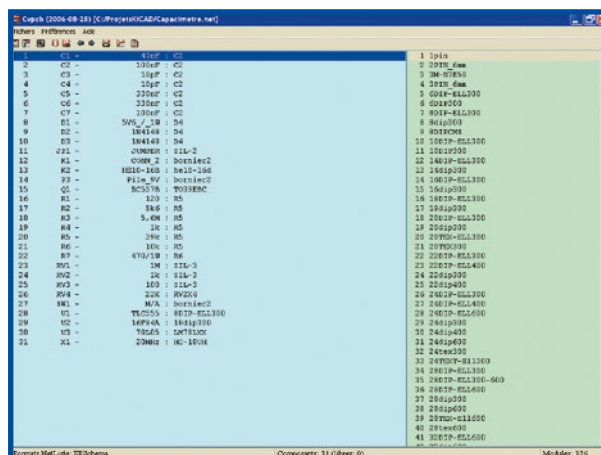 Cvpcb (2006-08-28) [C:/Projets/KICAD/Capacimetre.net]
Fichiers Préférences Aide
1 C1 - 47nF : C2
2 C2 - 100nF : C2
3 C3 - 10pF : C2
4 C4 - 10pF : C2
5 C5 - 330nF : C2
6 C6 - 330nF : C2
7 C7 - 100nF : C2
8 D1 - 5V6_/_1W : D4
9 D2 - 1N4148 : D4
10 D3 - 1N4148 : D4
11 JP1 - JUMPER : SIL-2
12 K1 - CONN_2 : bornier2
13 K2 - HE10-16B : he10-16d
14 P3 - Pile_9V : bornier2
15 Q1 - BC557B : TO39EBC
16 R1 - 120 : R5
17 R2 - 5k6 : R5
18 R3 - 5,6M : R5
19 R4 - 1k : R5
20 R5 - 39k : R5
21 R6 - 10k : R5
22 R7 - 470/1W : R6
23 RV1 - 1M : SIL-3
24 RV2 - 1k : SIL-3
25 RV3 - 100 : SIL-3
26 RV4 - 22K : RV2X4
27 SW1 - N/A : bornier2
28 U1 - TLC555 : 8DIP-ELL300
29 U2 - 16F84A : 18dip300
30 U3 - 78L05 : LM78LXX
31 X1 - 20MHz : HC-18UH
1 1pin
2 2PIN_6mm
3 3M-N7E50
4 3PIN_6mm
5 6DIP-ELL300
6 6DIP300
7 8DIP-ELL300
8 8dip300
9 8DIPCMS
10 10DIP-ELL300
11 10DIP300
12 14DIP-ELL300
13 14dip300
14 16DIP-ELL300
15 16dip300
16 18DIP-ELL300
17 18dip300
18 20DIP-ELL300
19 20dip300
20 20TEX-ELL300
21 20TEX300
22 22DIP-ELL300
23 22DIP-ELL400
24 22dip300
25 22dip400
26 24DIP-ELL300
27 24DIP-ELL400
28 24DIP-ELL600
29 24dip300
30 24dip400
31 24dip600
32 24tex300
33 24TEXT-Ell300
34 28DIP-ELL300
35 28DIP-ELL300-600
36 28DIP-ELL600
37 28dip300
38 28dip600
39 28TEX-Ell600
40 28tex600
41 32DIP-ELL600
Formats NetListe: EESchema Components: 31 (libres: 0) Modules: 326